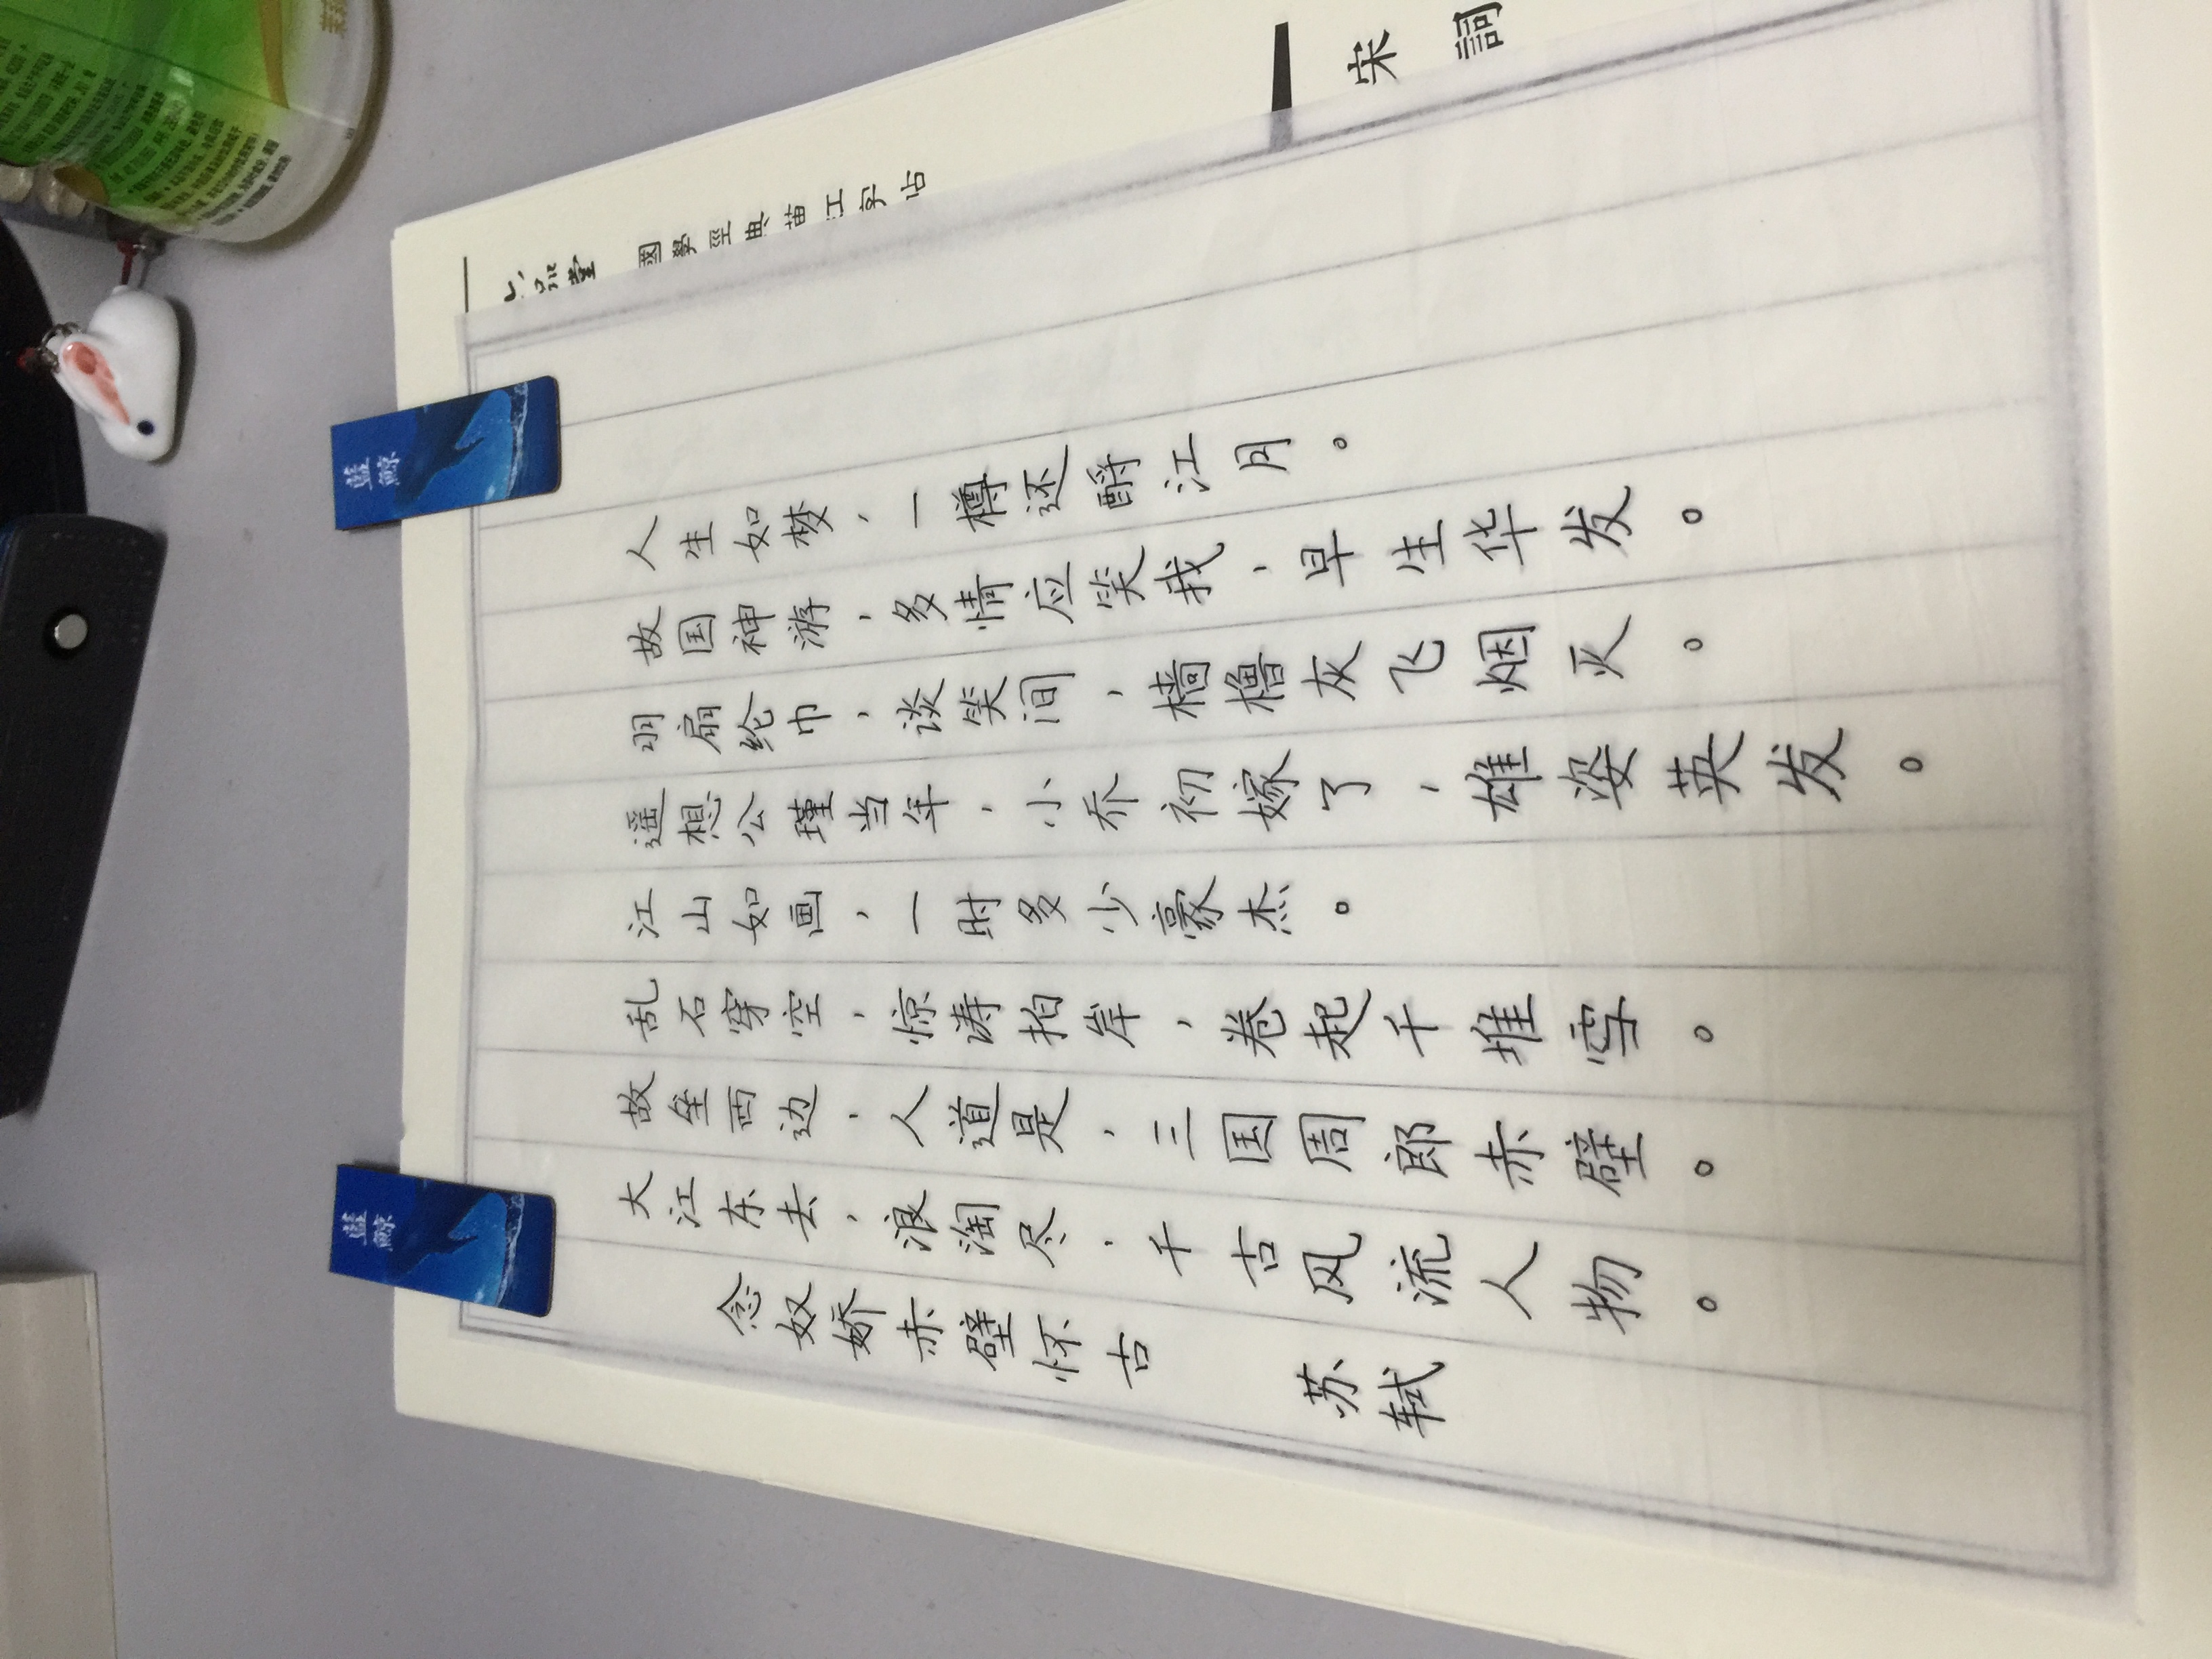 念奴娇赤壁怀古 苏轼
大江东去，浪淘尽，千古风流人物。
故垒西边，人道是，三国周郎赤壁。
乱石穿空，惊涛拍岸，卷起千堆雪。
江山如画，一时多少豪杰。
遥想公瑾当年，小乔初嫁了，雄姿英发。
羽扇纶巾，谈笑间，樯橹灰飞烟灭。
故国神游，多情应笑我，早生华发。
人生如梦，一樽还酹江月。
藍鯨
藍鯨
品堂
國學經典苗江字帖
宋詞